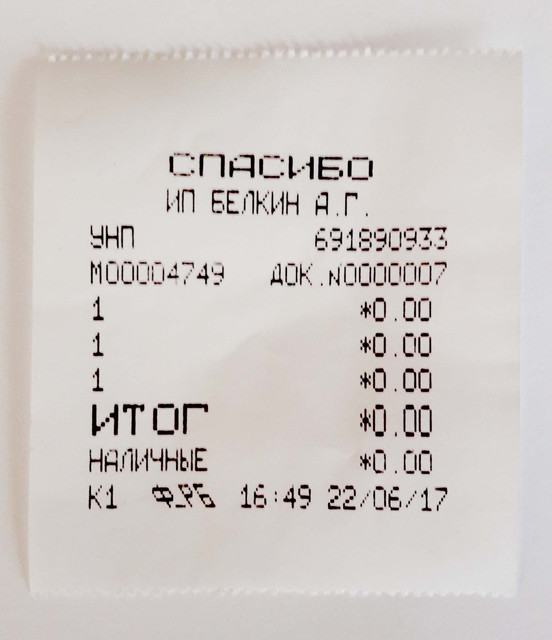 СПАСИБО
ИП БЕЛКИН А.Г.
УНП 691890933
М00004749 ДОК.N0000007
1 *0.00
1 *0.00
1 *0.00
ИТОГ *0.00
НАЛИЧНЫЕ *0.00
К1 ФРБ 16:49 22/06/17